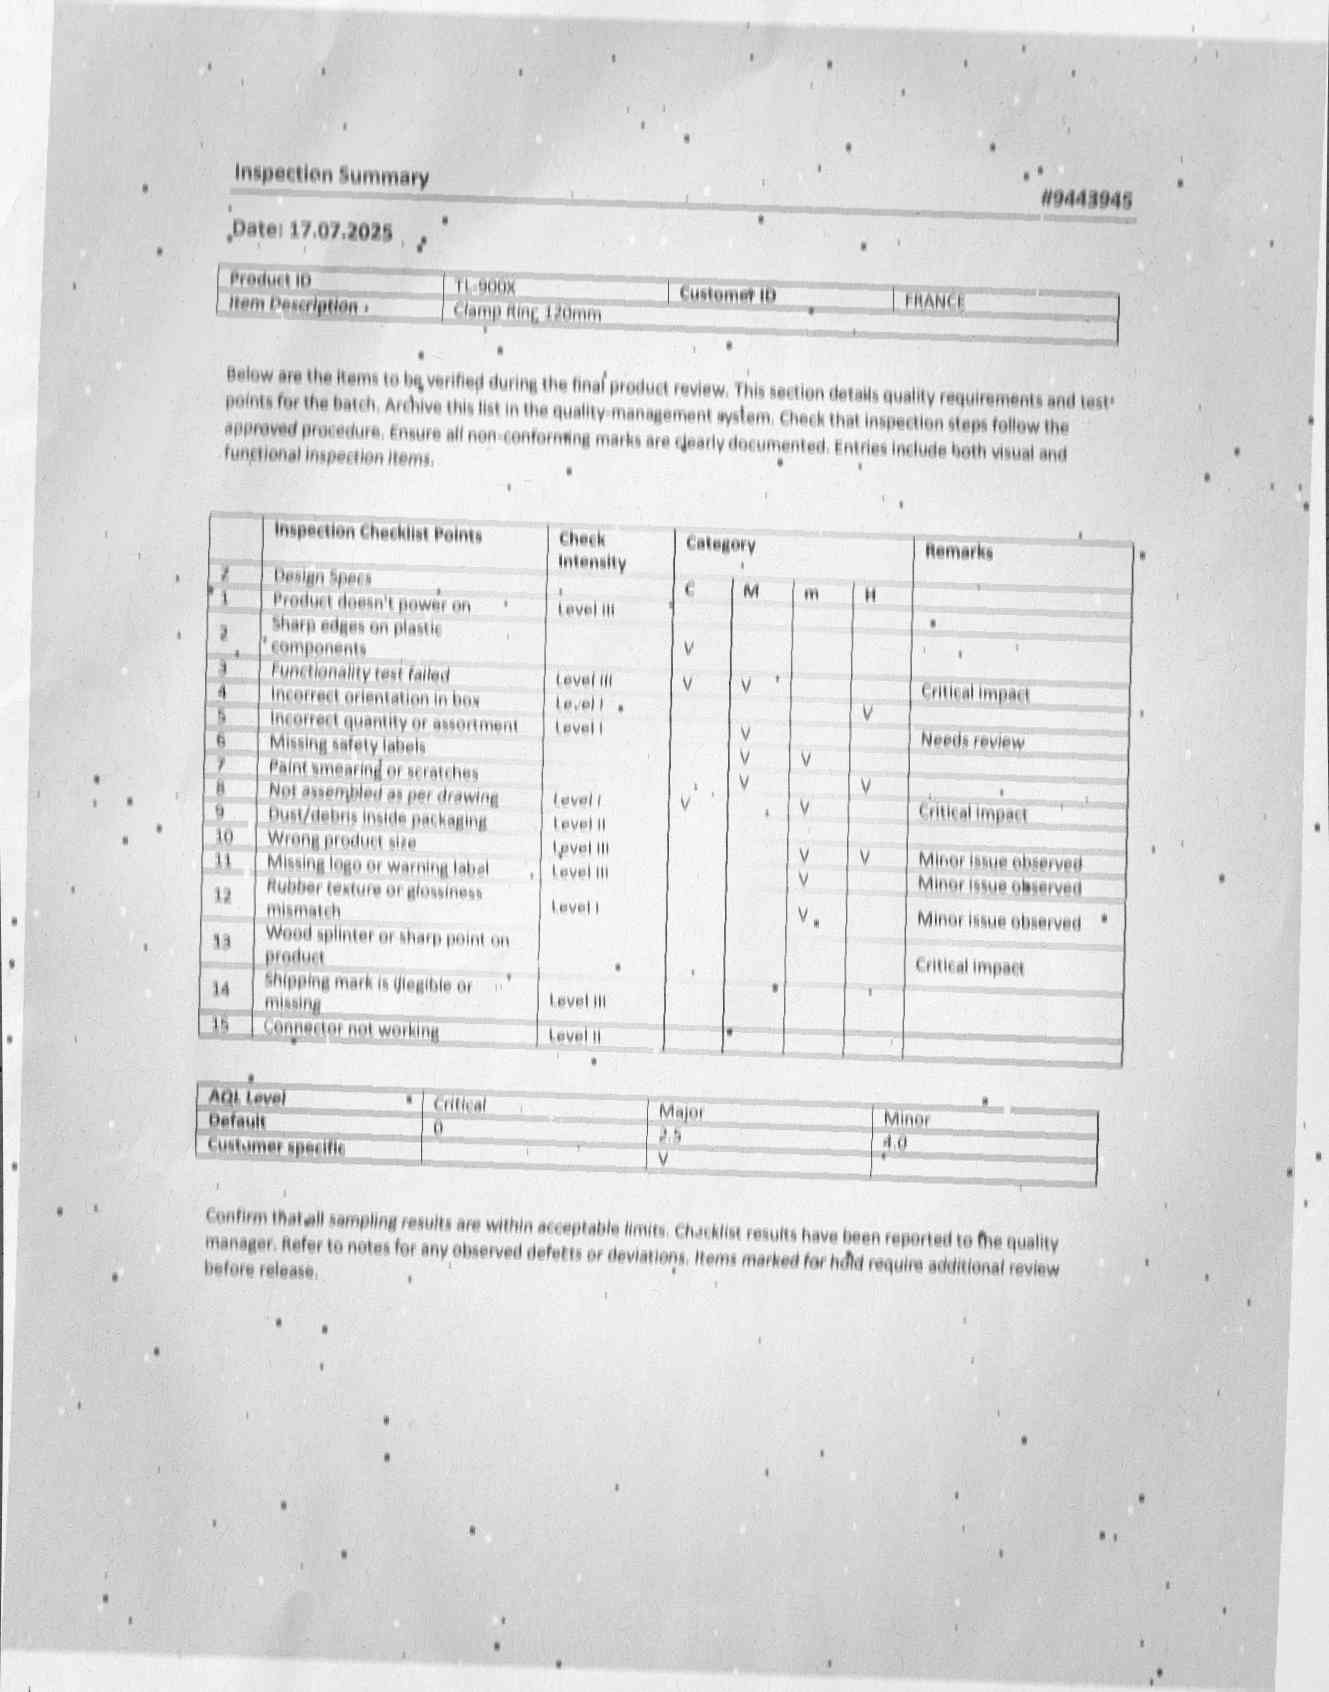 Inspection Summary
#9443945
Date: 17.07.2025
Product ID TL-900X Customer ID FRANCE
Item Description Clamp Ring 120mm
Below are the items to be verified during the final product review. This section details quality requirements and test
points for the batch. Archive this list in the quality-management system. Check that inspection steps follow the
approved procedure. Ensure all non-conforming marks are clearly documented. Entries include both visual and
functional inspection items.
Inspection Checklist Points Check Intensity Category Remarks
Design Specs C M m H
1 Product doesn't power on Level III
2 Sharp edges on plastic
components V
3 Functionality test failed Level III V V Critical impact
4 Incorrect orientation in box Level I V
5 Incorrect quantity or assortment Level I V Needs review
6 Missing safety labels V V
7 Paint smearing or scratches V V
8 Not assembled as per drawing Level I V V Critical impact
9 Dust/debris inside packaging Level II
10 Wrong product size Level III V V Minor issue observed
11 Missing logo or warning label Level III V Minor issue observed
12 Rubber texture or glossiness
mismatch Level I V Minor issue observed
13 Wood splinter or sharp point on
product Critical impact
14 Shipping mark is illegible or
missing Level III
15 Connector not working Level II
AQL Level Critical Major Minor
Default 0 2.5 4.0
Customer specific V
Confirm that all sampling results are within acceptable limits. Checklist results have been reported to the quality
manager. Refer to notes for any observed defects or deviations. Items marked for hold require additional review
before release.